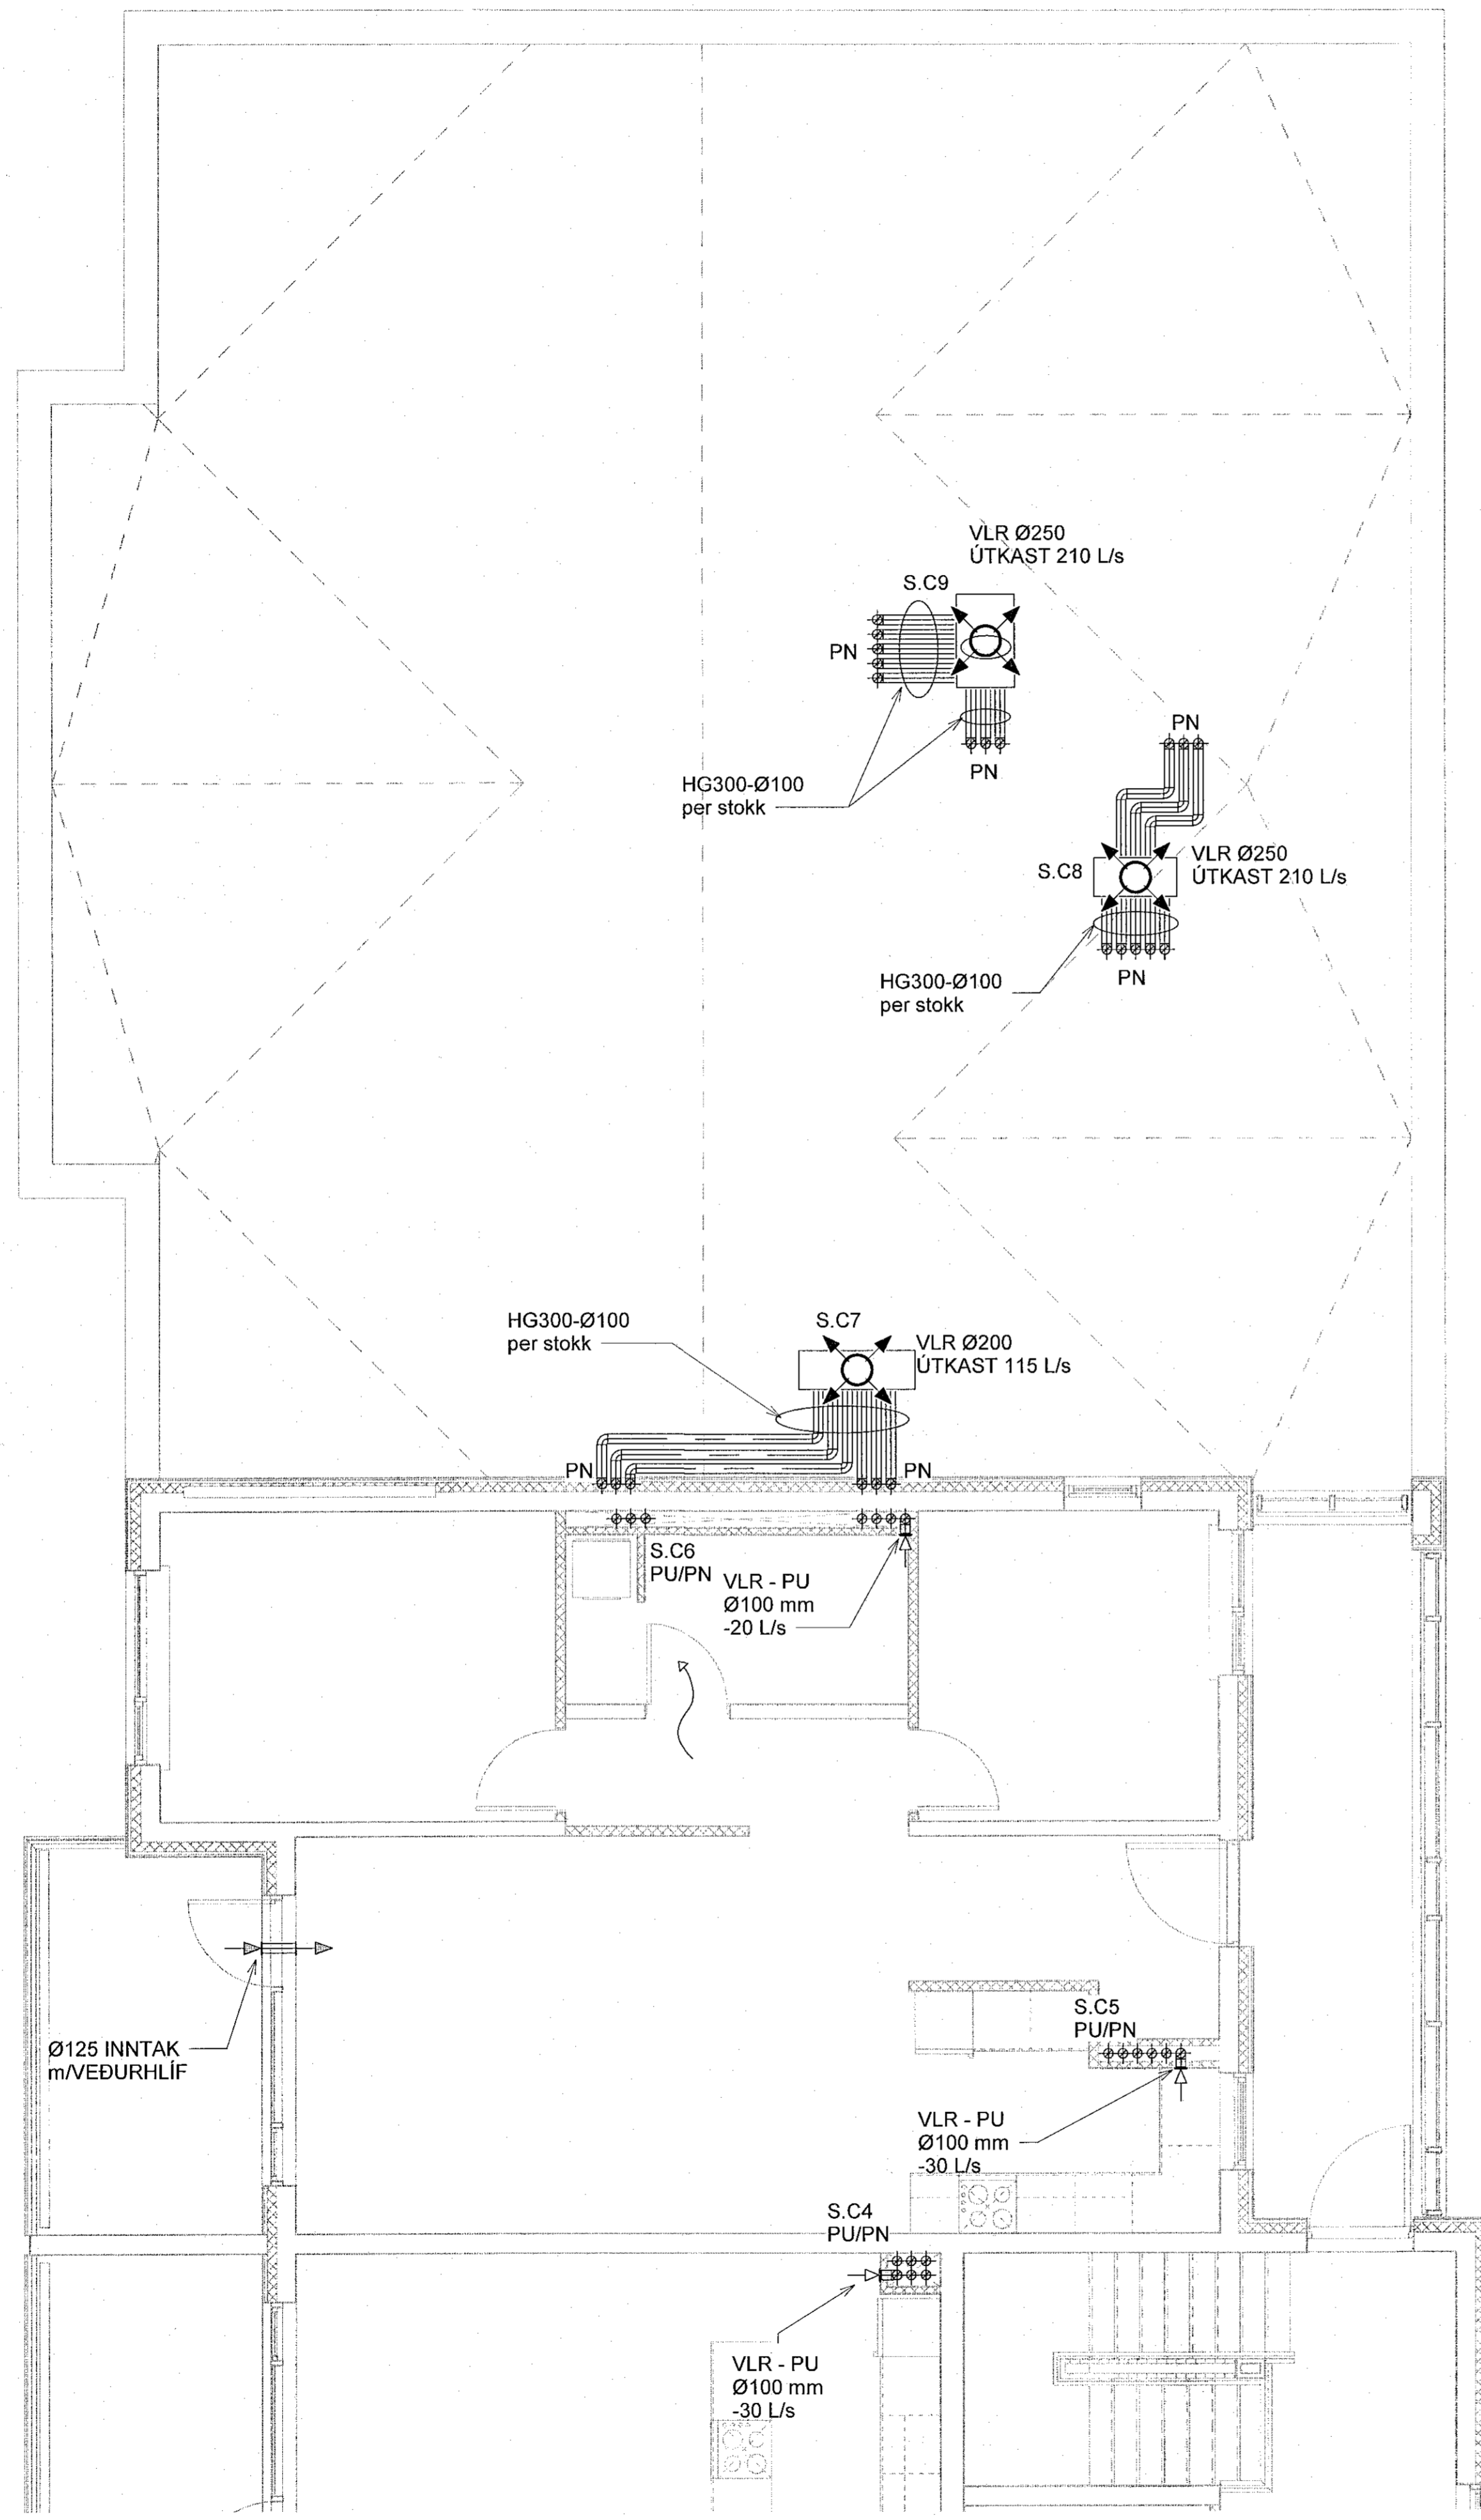 VLR Ø250
ÚTKAST 210 L/s
S.C9
PN
PN
HG300-Ø100
per stokk
PN
S.C8
VLR Ø250
ÚTKAST 210 L/s
HG300-Ø100
per stokk
PN
HG300-Ø100
per stokk
S.C7
VLR Ø200
ÚTKAST 115 L/s
PN
PN
S.C6
PU/PN
VLR - PU
Ø100 mm
-20 L/s
Ø125 INNTAK
m/VEÐURHLÍF
S.C5
PU/PN
VLR - PU
Ø100 mm
-30 L/s
S.C4
PU/PN
VLR - PU
Ø100 mm
-30 L/s